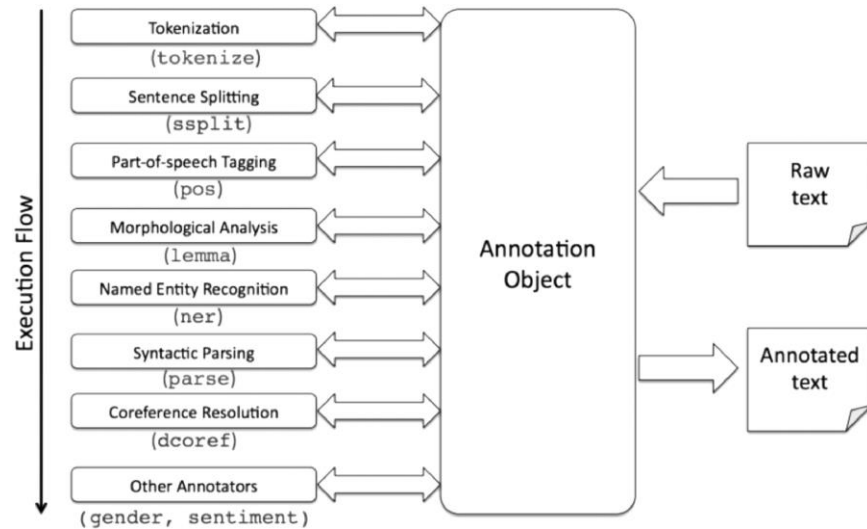 Execution Flow
Tokenization
(tokenize)
Sentence Splitting
(ssplit)
Part-of-speech Tagging
(pos)
Morphological Analysis
(lemma)
Named Entity Recognition
(ner)
Syntactic Parsing
(parse)
Coreference Resolution
(dcoref)
Other Annotators
(gender, sentiment)
Annotation
Object
Raw
text
Annotated
text